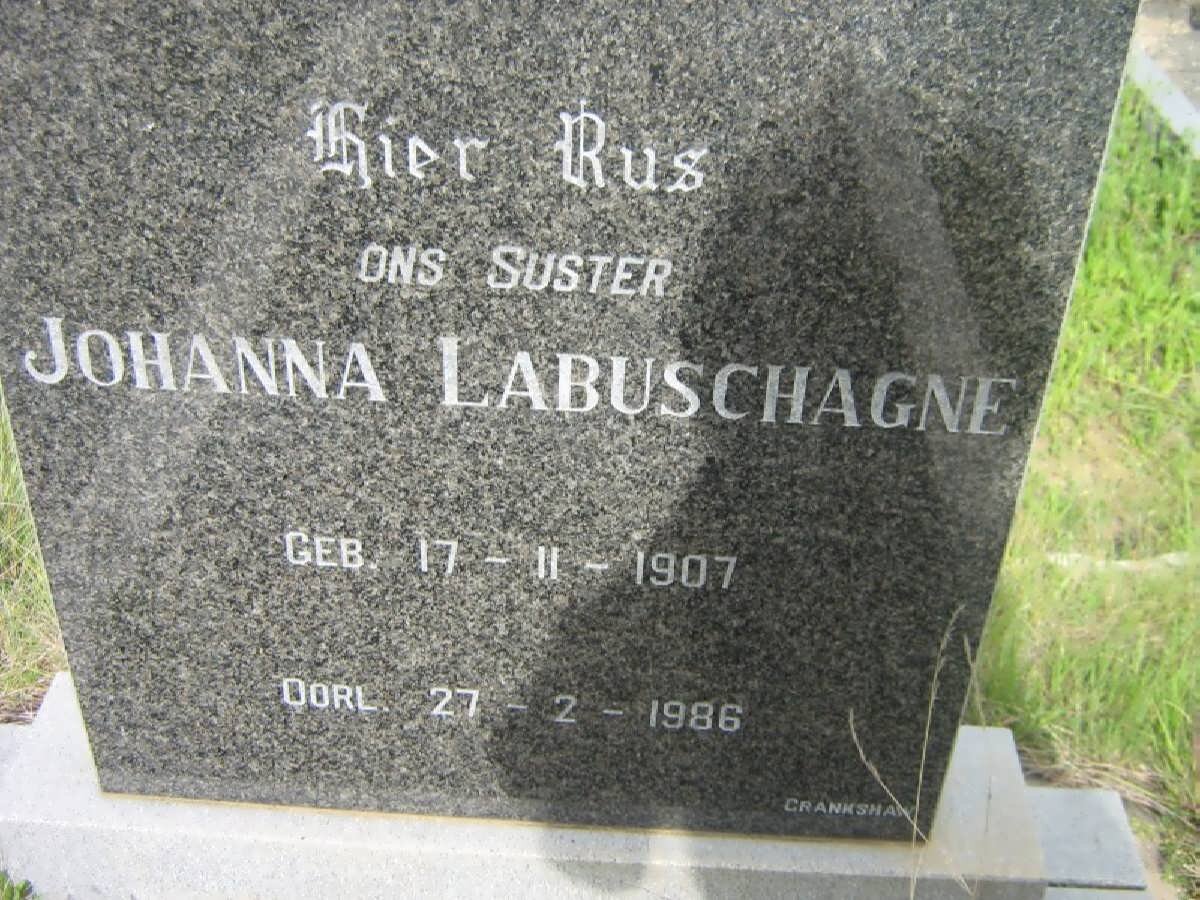 Hier Rus
ONS SUSTER
JOHANNA LABUSCHAGNE
GEB. 17 - 11 - 1907
OORL. 27 - 2 - 1986
CRANKSHAW